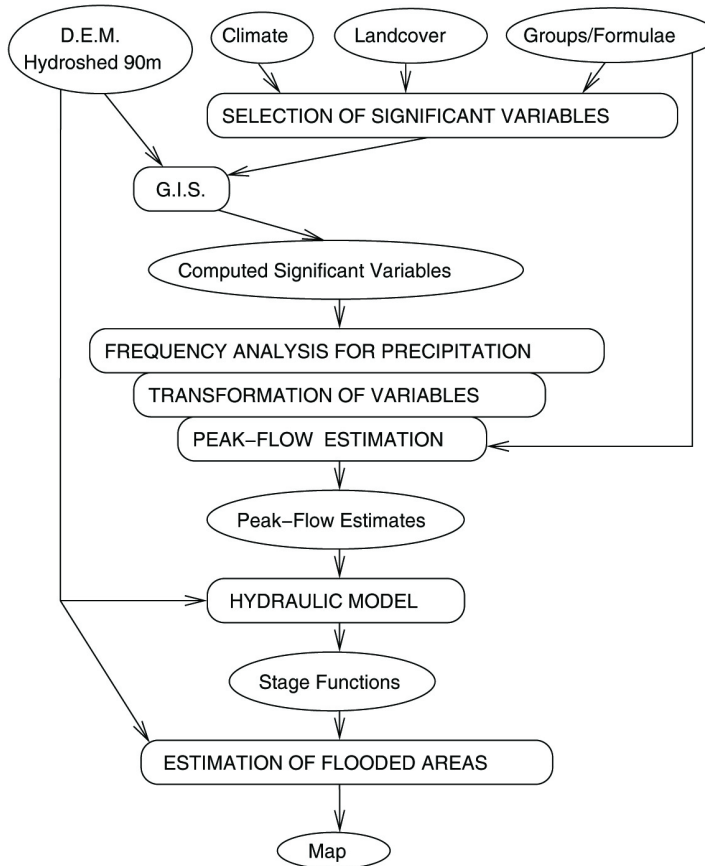 D.E.M.
Hydroshed 90m
Climate
Landcover
Groups/Formulae
SELECTION OF SIGNIFICANT VARIABLES
G.I.S.
Computed Significant Variables
FREQUENCY ANALYSIS FOR PRECIPITATION
TRANSFORMATION OF VARIABLES
PEAK−FLOW ESTIMATION
Peak−Flow Estimates
HYDRAULIC MODEL
Stage Functions
ESTIMATION OF FLOODED AREAS
Map